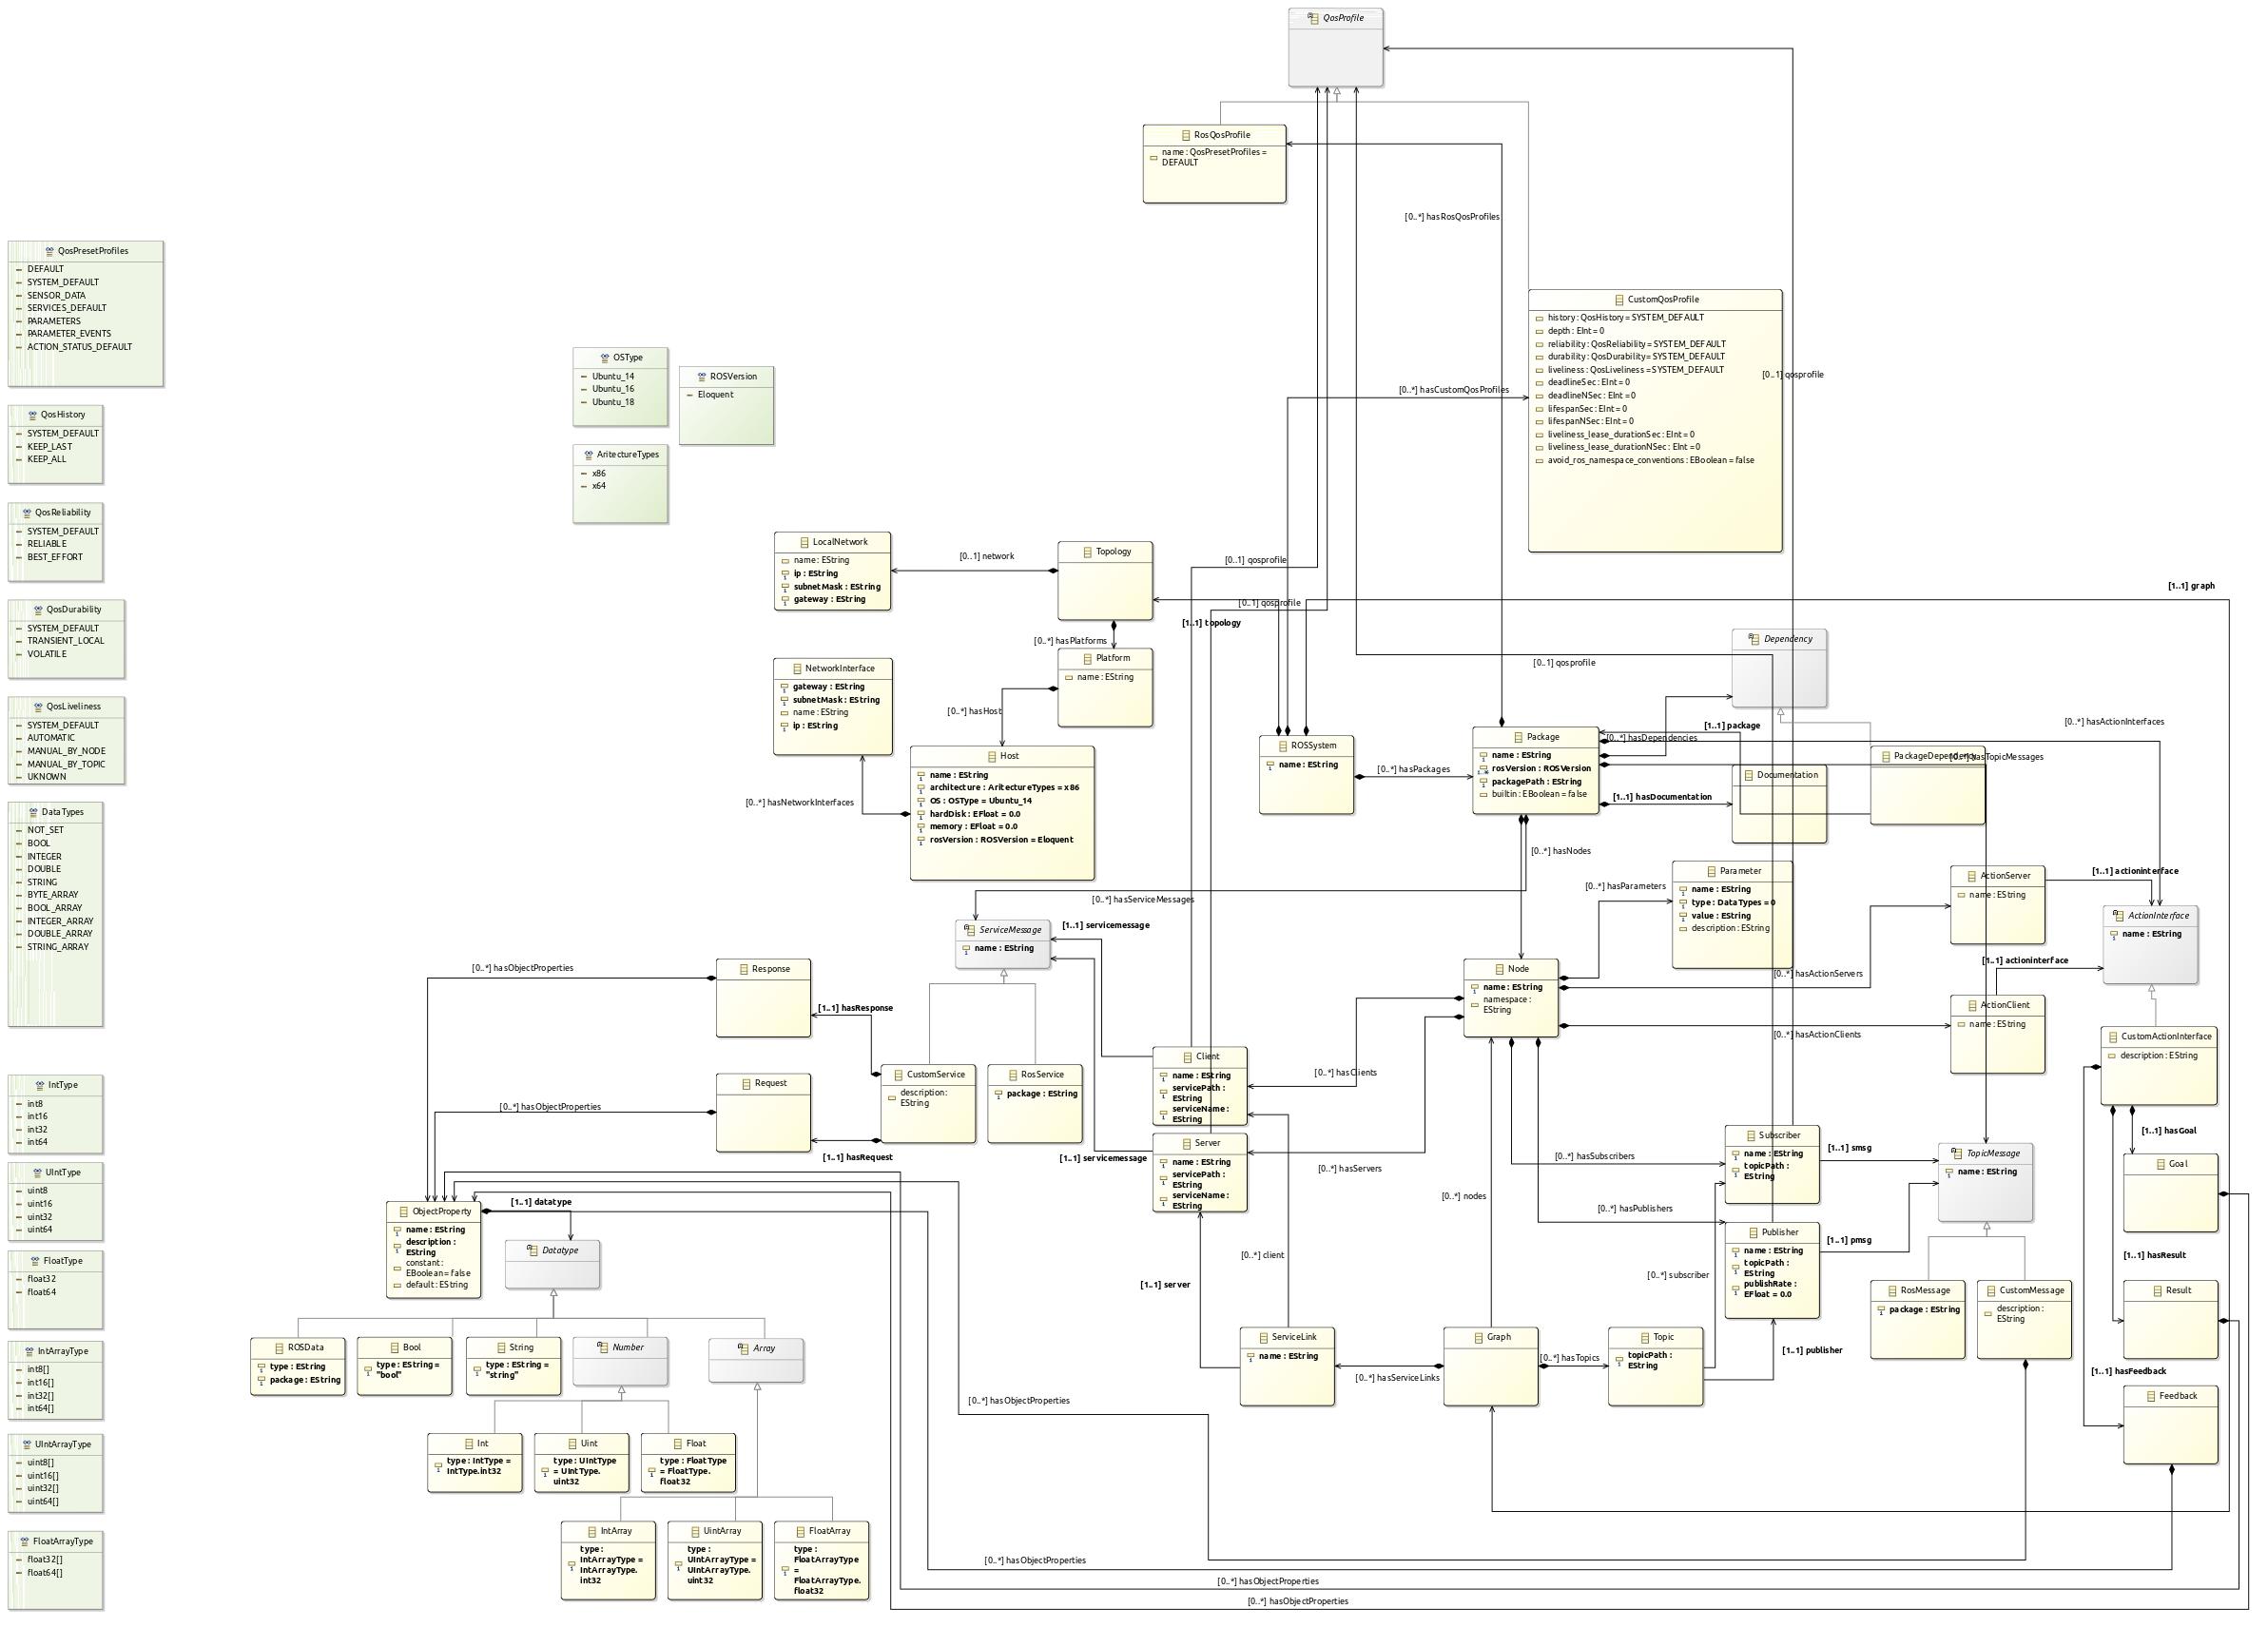 QosProfile
RosQosProfile
name : QosPresetProfiles =
DEFAULT
[0..*] hasRosQosProfiles
QosPresetProfiles
DEFAULT
SYSTEM_DEFAULT
SENSOR_DATA
SERVICES_DEFAULT
PARAMETERS
PARAMETER_EVENTS
ACTION_STATUS_DEFAULT
CustomQosProfile
history : QosHistory = SYSTEM_DEFAULT
depth : EInt = 0
reliability : QosReliability = SYSTEM_DEFAULT
durability : QosDurability = SYSTEM_DEFAULT
liveliness : QosLiveliness = SYSTEM_DEFAULT
deadlineSec : EInt = 0
deadlineNSec : EInt = 0
lifespanSec : EInt = 0
lifespanNSec : EInt = 0
liveliness_lease_durationSec : EInt = 0
liveliness_lease_durationNSec : EInt = 0
avoid_ros_namespace_conventions : EBoolean = false
[0..1] qosprofile
[0..*] hasCustomQosProfiles
OSType
Ubuntu_14
Ubuntu_16
Ubuntu_18
ROSVersion
Eloquent
AritectureTypes
x86
x64
QosHistory
SYSTEM_DEFAULT
KEEP_LAST
KEEP_ALL
QosReliability
SYSTEM_DEFAULT
RELIABLE
BEST_EFFORT
QosDurability
SYSTEM_DEFAULT
TRANSIENT_LOCAL
VOLATILE
QosLiveliness
SYSTEM_DEFAULT
AUTOMATIC
MANUAL_BY_NODE
MANUAL_BY_TOPIC
UKNOWN
DataTypes
NOT_SET
BOOL
INTEGER
DOUBLE
STRING
BYTE_ARRAY
BOOL_ARRAY
INTEGER_ARRAY
DOUBLE_ARRAY
STRING_ARRAY
IntType
int8
int16
int32
int64
UIntType
uint8
uint16
uint32
uint64
FloatType
float32
float64
IntArrayType
int8[]
int16[]
int32[]
int64[]
UIntArrayType
uint8[]
uint16[]
uint32[]
uint64[]
FloatArrayType
float32[]
float64[]
LocalNetwork
name : EString
ip : EString
subnetMask : EString
gateway : EString
[0..1] network
Topology
[0..1] qosprofile
[0..1] qosprofile
[1..1] topology
[1..1] graph
[0..*] hasPlatforms
Platform
name : EString
NetworkInterface
gateway : EString
subnetMask : EString
name : EString
ip : EString
[0..*] hasHost
Host
name : EString
architecture : AritectureTypes = x86
OS : OSType = Ubuntu_14
hardDisk : EFloat = 0.0
memory : EFloat = 0.0
rosVersion : ROSVersion = Eloquent
[0..*] hasNetworkInterfaces
ROSSystem
name : EString
[0..*] hasPackages
Package
name : EString
rosVersion : ROSVersion
packagePath : EString
builtin : EBoolean = false
Dependency
[0..1] qosprofile
[1..1] package
[0..*] hasDependencies
[0..*] hasActionInterfaces
PackageDependency
[0..*] hasTopicMessages
Documentation
[1..1] hasDocumentation
[0..*] hasNodes
Parameter
name : EString
type : DataTypes = 0
value : EString
description : EString
[0..*] hasParameters
ActionServer
name : EString
[1..1] actioninterface
ActionInterface
name : EString
[0..*] hasServiceMessages
ServiceMessage
name : EString
[1..1] servicemessage
Node
name : EString
namespace :
EString
[0..*] hasActionServers
[1..1] actioninterface
ActionClient
name : EString
[0..*] hasActionClients
CustomActionInterface
description : EString
[0..*] hasObjectProperties
Response
[1..1] hasResponse
CustomService
description :
EString
RosService
package : EString
Request
[0..*] hasObjectProperties
[1..1] hasRequest
Client
name : EString
servicePath :
EString
serviceName :
EString
[0..*] hasClients
Server
name : EString
servicePath :
EString
serviceName :
EString
[1..1] servicemessage
[0..*] hasServers
[0..*] hasSubscribers
Subscriber
name : EString
topicPath :
EString
[1..1] smsg
TopicMessage
name : EString
[1..1] hasGoal
Goal
[0..*] nodes
[0..*] hasPublishers
Publisher
name : EString
topicPath :
EString
publishRate :
EFloat = 0.0
[1..1] pmsg
ObjectProperty
name : EString
description :
EString
constant :
EBoolean = false
default : EString
[1..1] datatype
Datatype
[0..*] client
[1..1] server
[0..*] subscriber
[1..1] hasResult
RosMessage
package : EString
CustomMessage
description :
EString
Result
ROSData
type : EString
package : EString
Bool
type : EString =
"bool"
String
type : EString =
"string"
Number
Array
ServiceLink
name : EString
[0..*] hasServiceLinks
Graph
[0..*] hasTopics
Topic
topicPath :
EString
[1..1] publisher
[1..1] hasFeedback
Feedback
[0..*] hasObjectProperties
Int
type : IntType =
IntType.int32
Uint
type : UIntType
= UIntType.
uint32
Float
type : FloatType
= FloatType.
float32
IntArray
type :
IntArrayType =
IntArrayType.
int32
UintArray
type :
UIntArrayType =
UIntArrayType.
uint32
FloatArray
type :
FloatArrayType
=
FloatArrayType.
float32
[0..*] hasObjectProperties
[0..*] hasObjectProperties
[0..*] hasObjectProperties